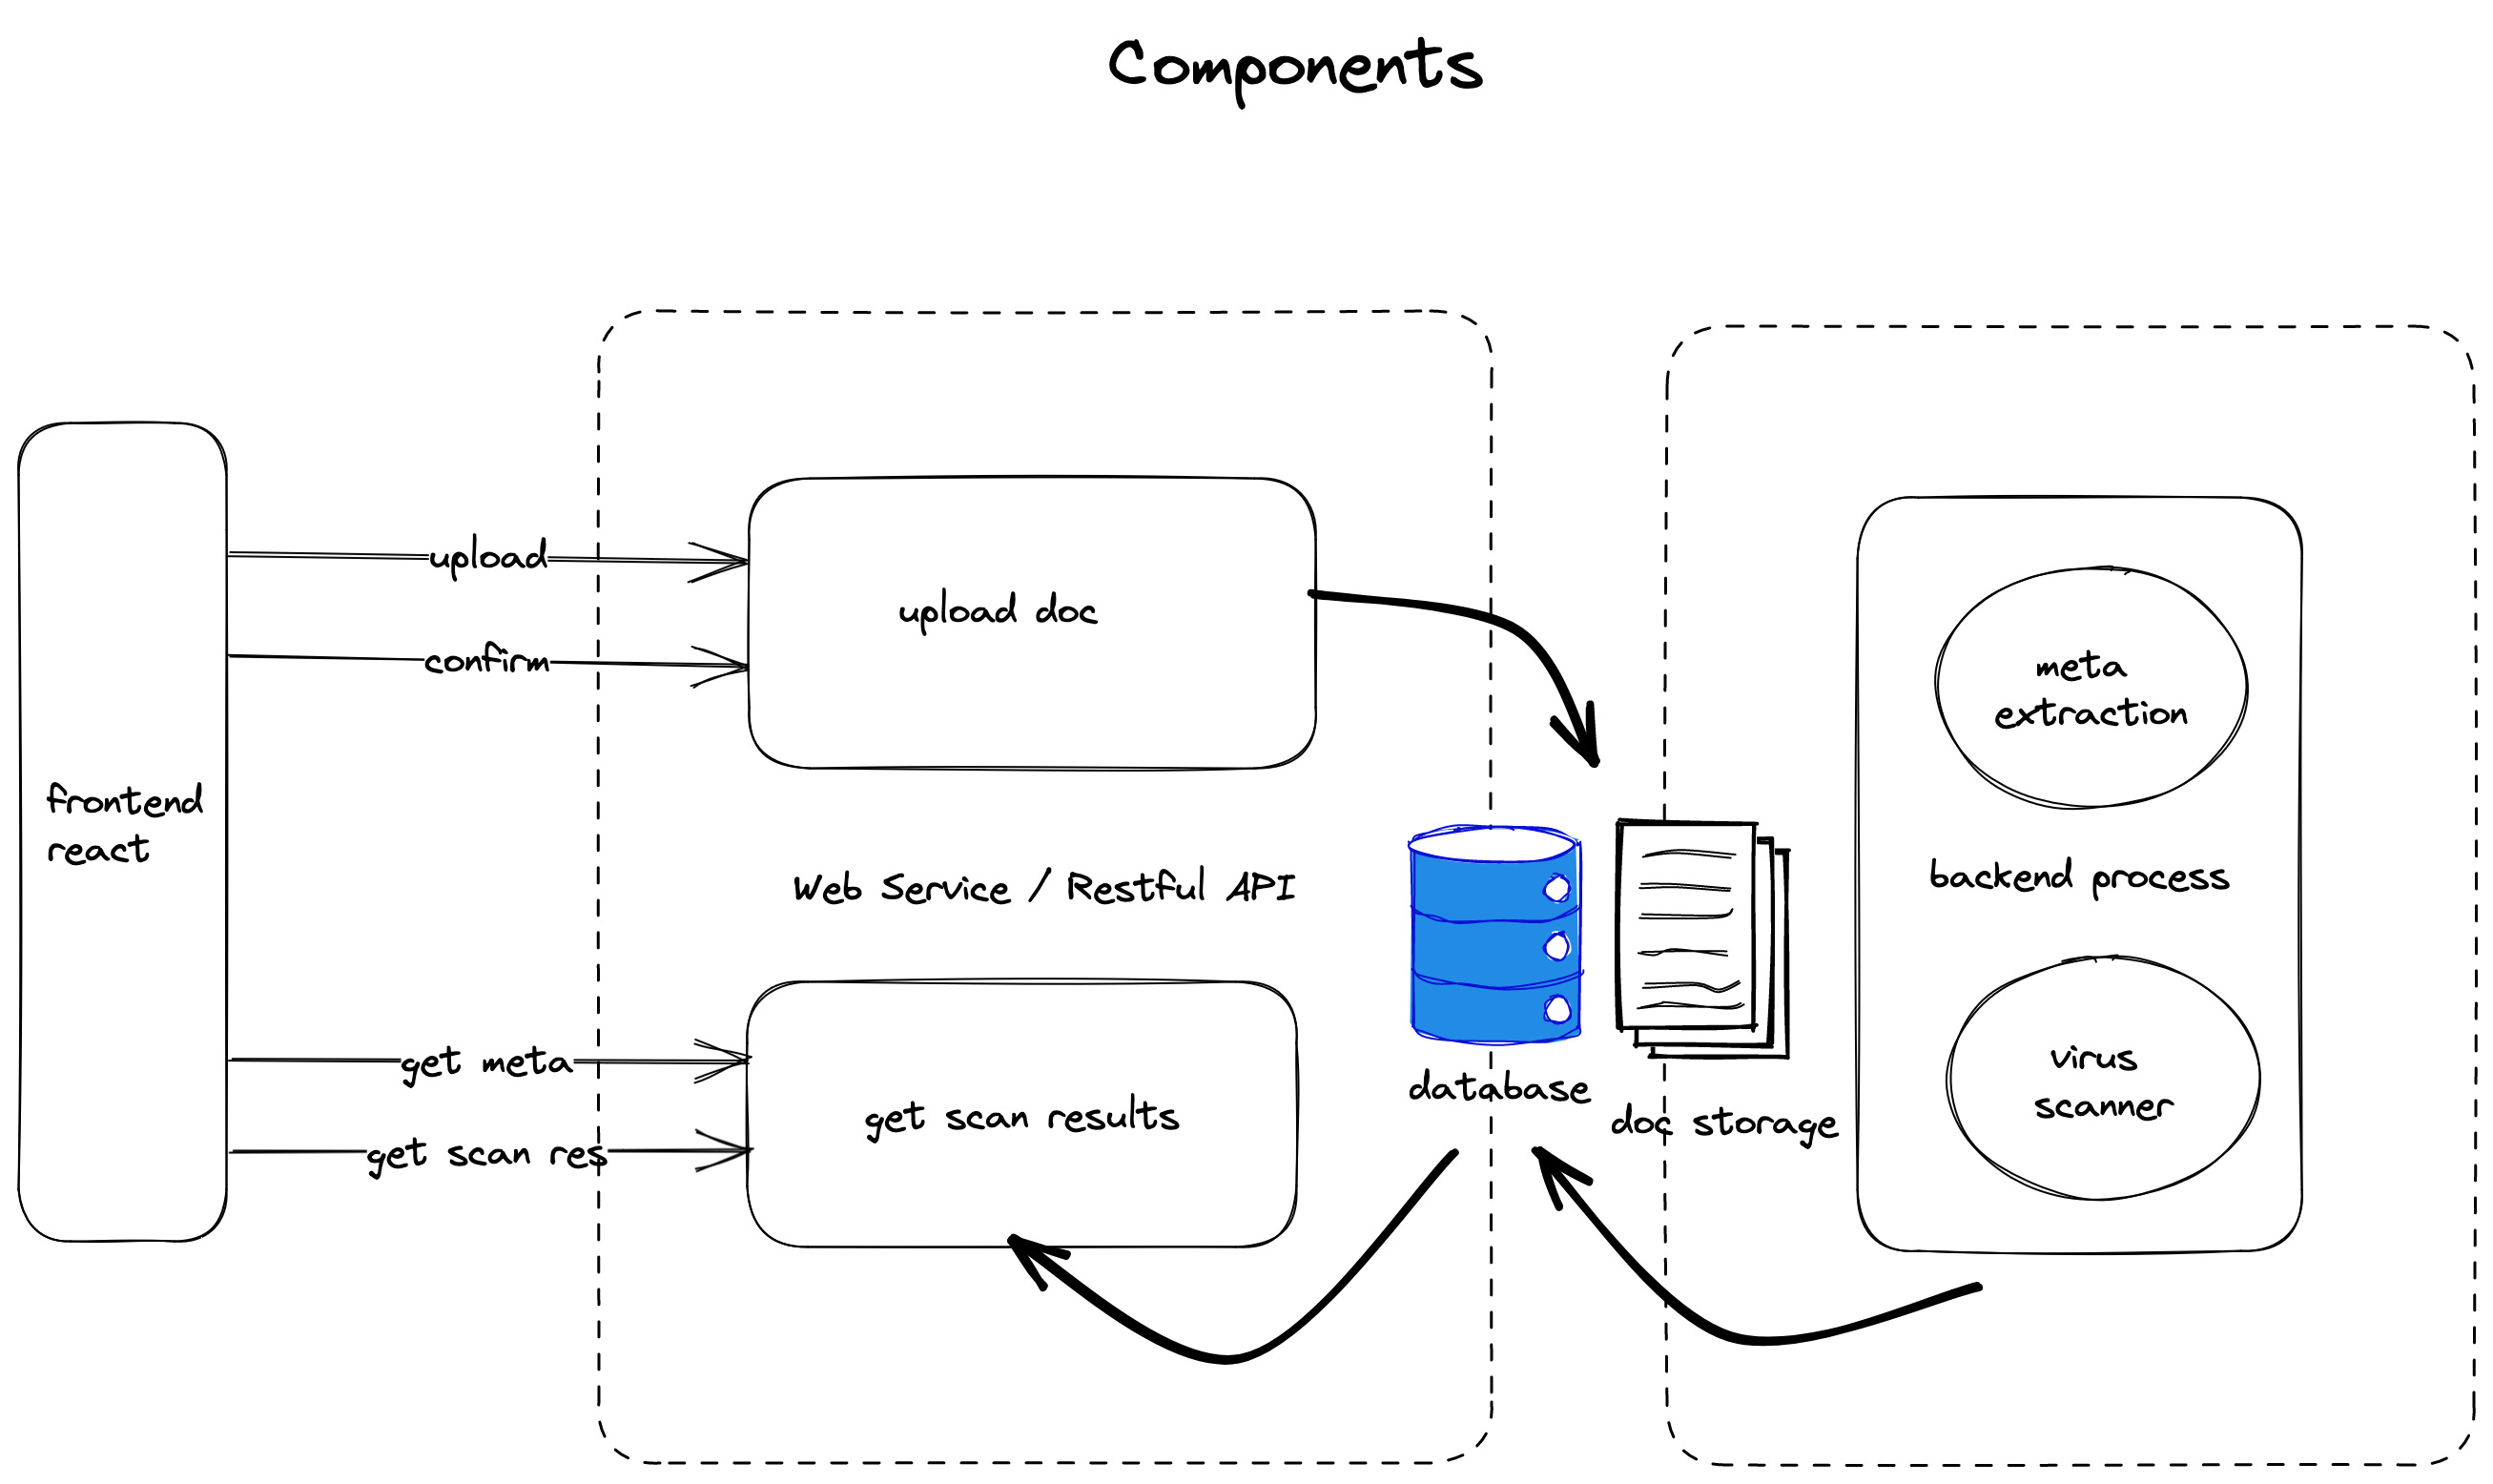 Components
upload
confirm
upload doc
frontend
react
Web Service / Restful API
get meta
get scan res
get scan results
database
doc storage
meta
extraction
backend process
virus
scanner